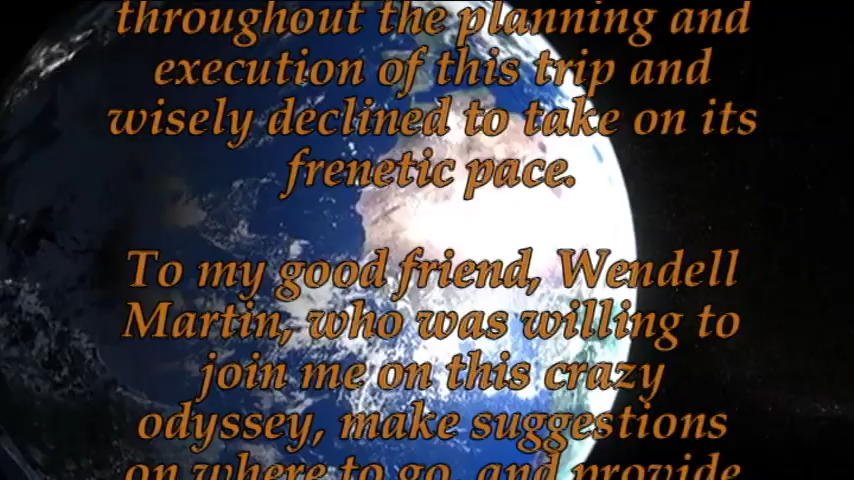 throughout the planning and
execution of this trip and
wisely declined to take on its
frenetic pace.
To my good friend, Wendell
Martin, who was willing to
join me on this crazy
odyssey, make suggestions
on where to go, and provide